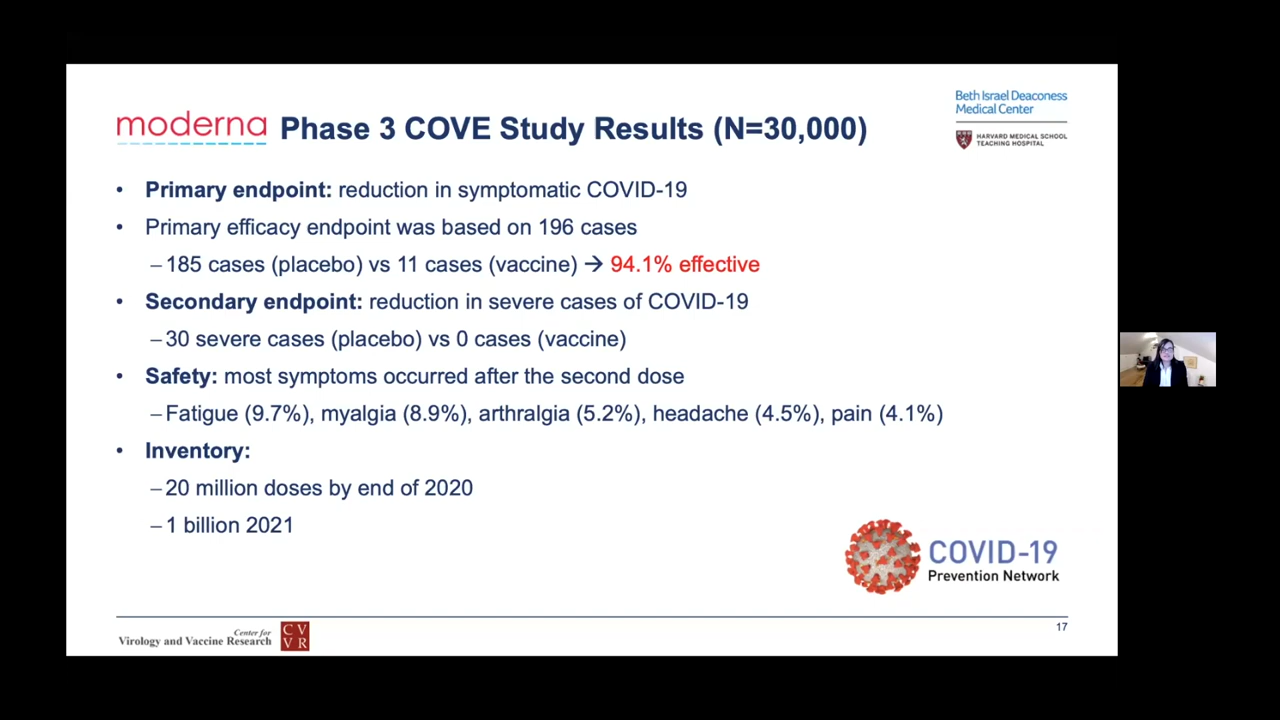 moderna Phase 3 COVE Study Results (N=30,000)
Beth Israel Deaconess
Medical Center
HARVARD MEDICAL SCHOOL
TEACHING HOSPITAL
• Primary endpoint: reduction in symptomatic COVID-19
• Primary efficacy endpoint was based on 196 cases
– 185 cases (placebo) vs 11 cases (vaccine) → 94.1% effective
• Secondary endpoint: reduction in severe cases of COVID-19
– 30 severe cases (placebo) vs 0 cases (vaccine)
• Safety: most symptoms occurred after the second dose
– Fatigue (9.7%), myalgia (8.9%), arthralgia (5.2%), headache (4.5%), pain (4.1%)
• Inventory:
– 20 million doses by end of 2020
– 1 billion 2021
COVID-19
Prevention Network
Center for
Virology and Vaccine Research
CV
VR
17